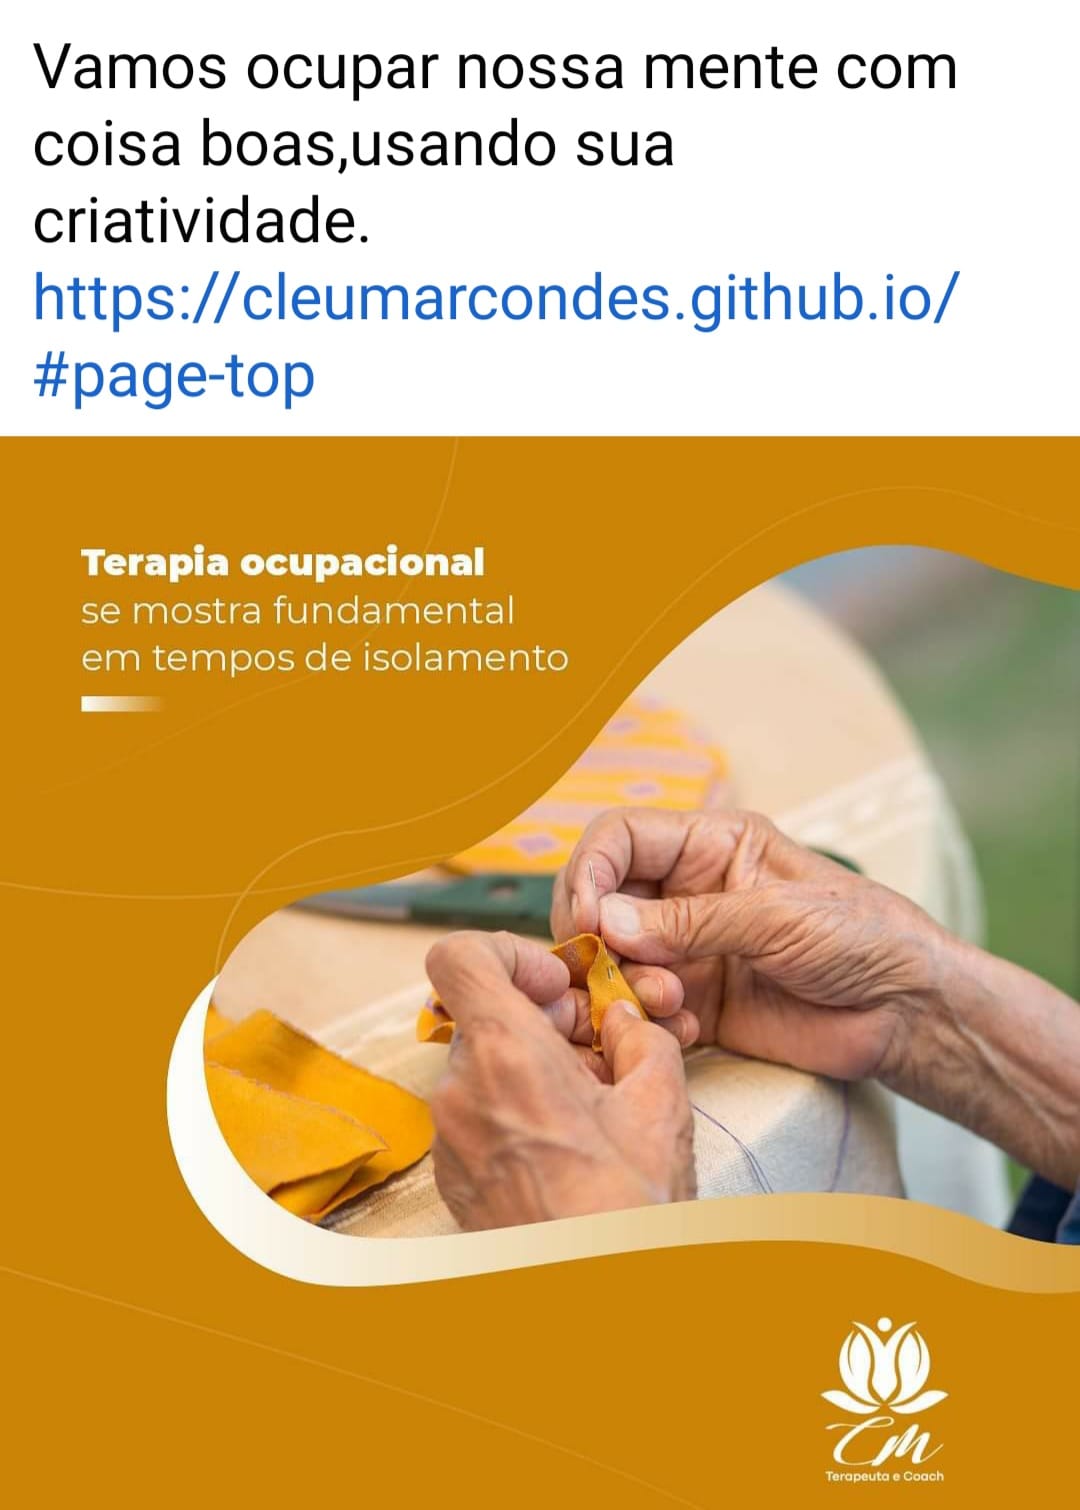 Vamos ocupar nossa mente com
coisa boas,usando sua
criatividade.
https://cleumarcondes.github.io/
#page-top
Terapia ocupacional
se mostra fundamental
em tempos de isolamento
CM
Terapeuta e Coach